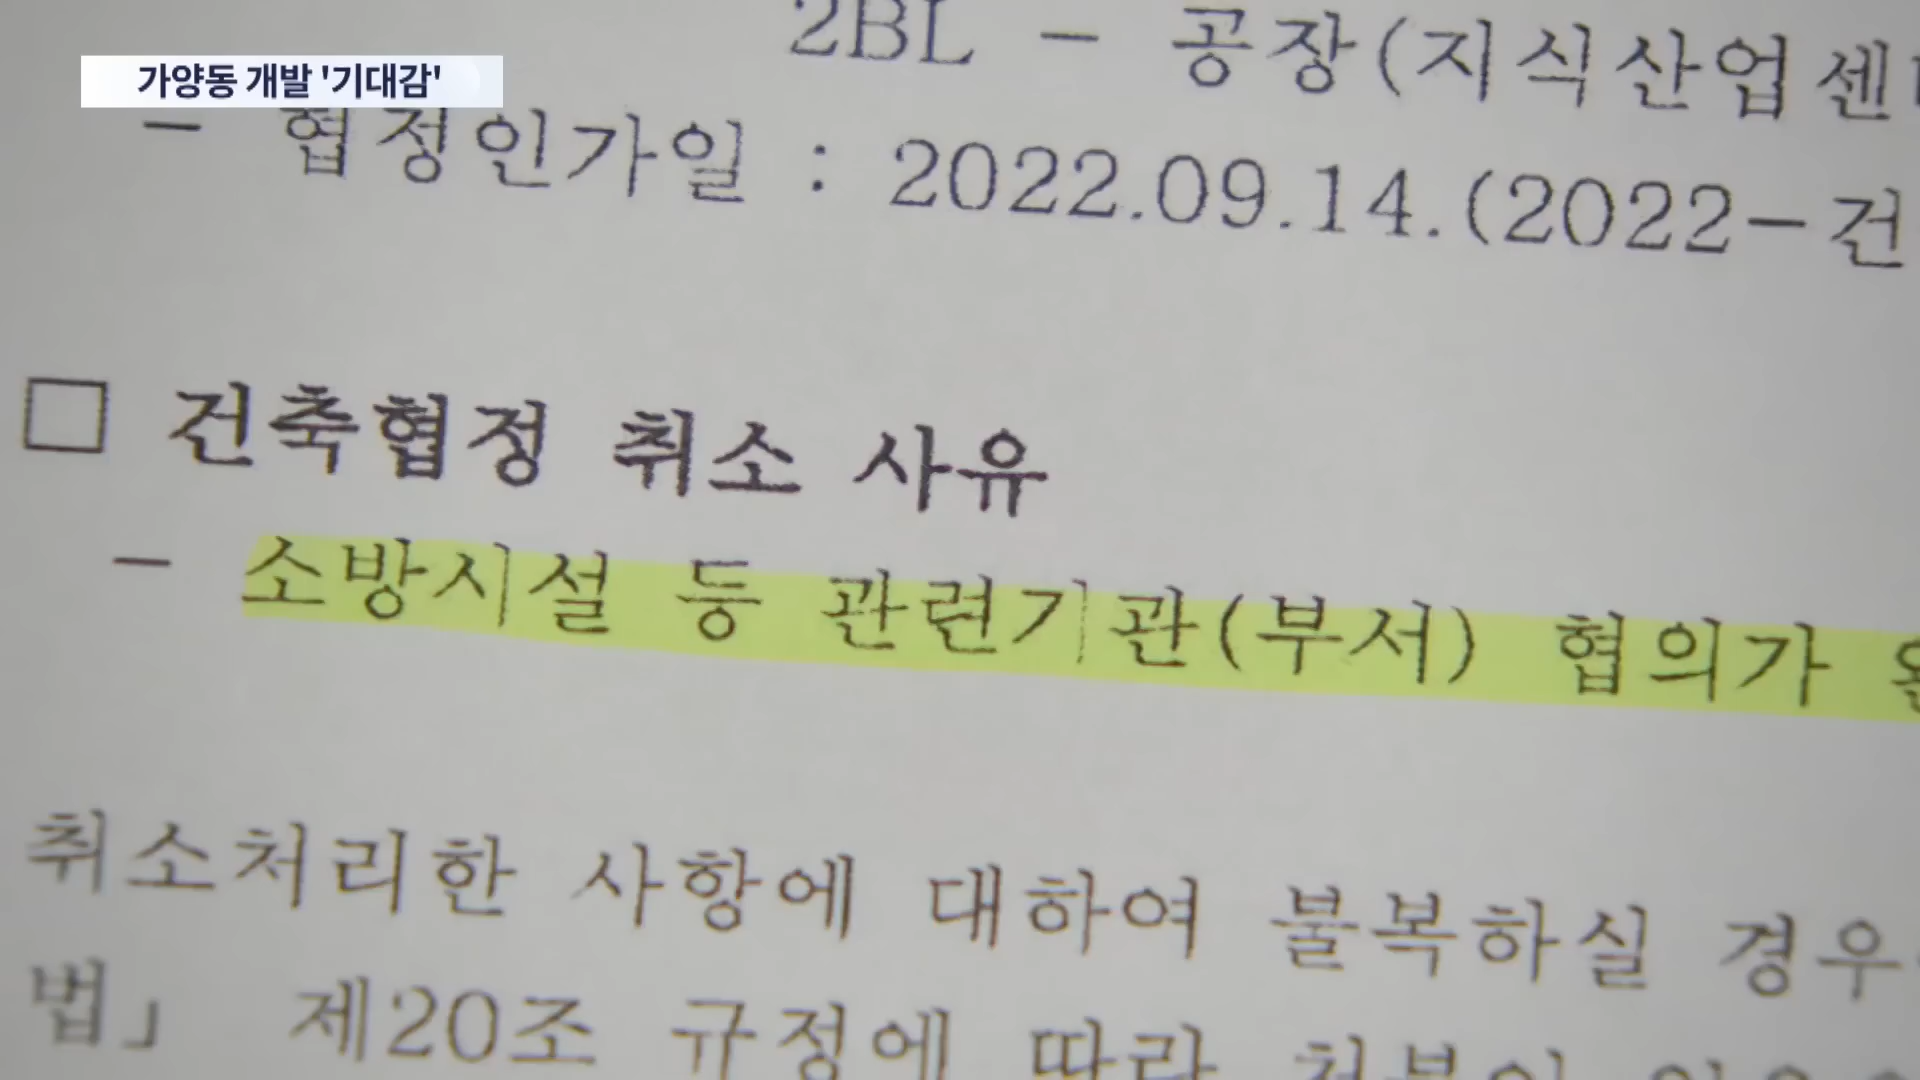 2BL - 공장(지식산업센
가양동 개발 '기대감'
- 협정인가일 : 2022.09.14.(2022-건
□ 건축협정 취소 사유
- 소방시설 등 관련기관(부서) 협의가
취소처리한 사항에 대하여 불복하실 경우
법」 제20조 규정에 따라